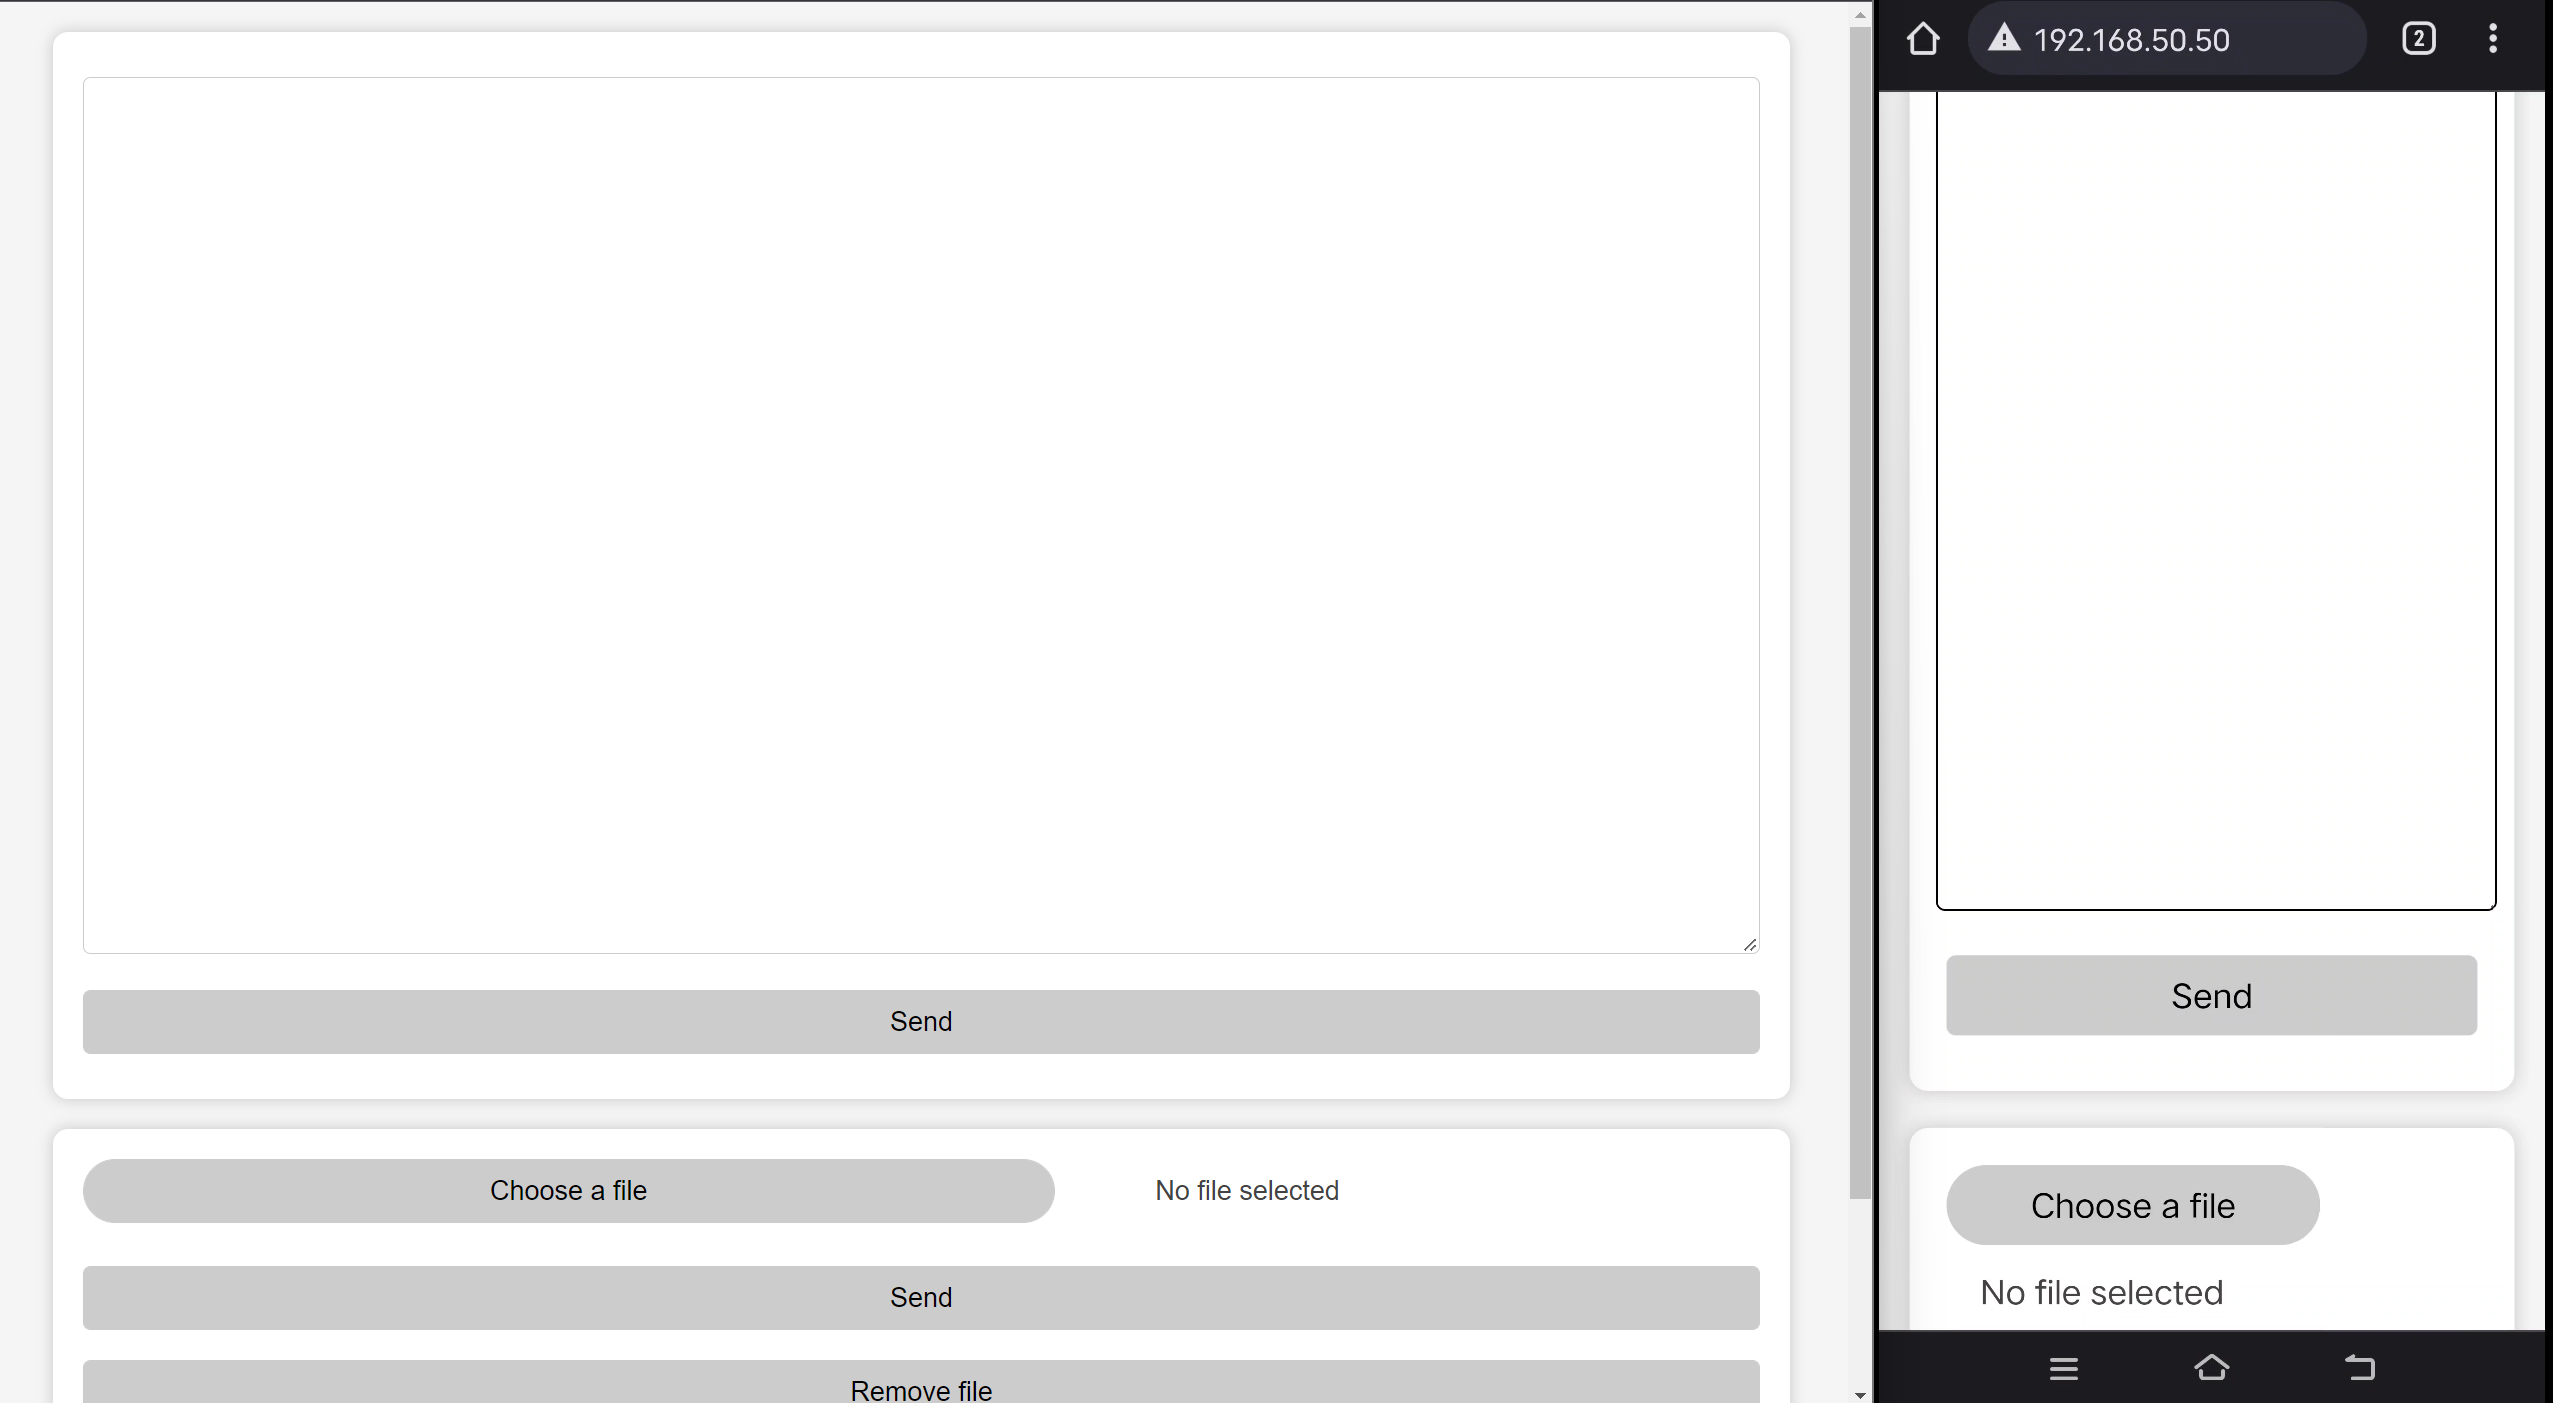 Send
Choose a file
No file selected
Send
Remove file
192.168.50.50
2
Send
Choose a file
No file selected